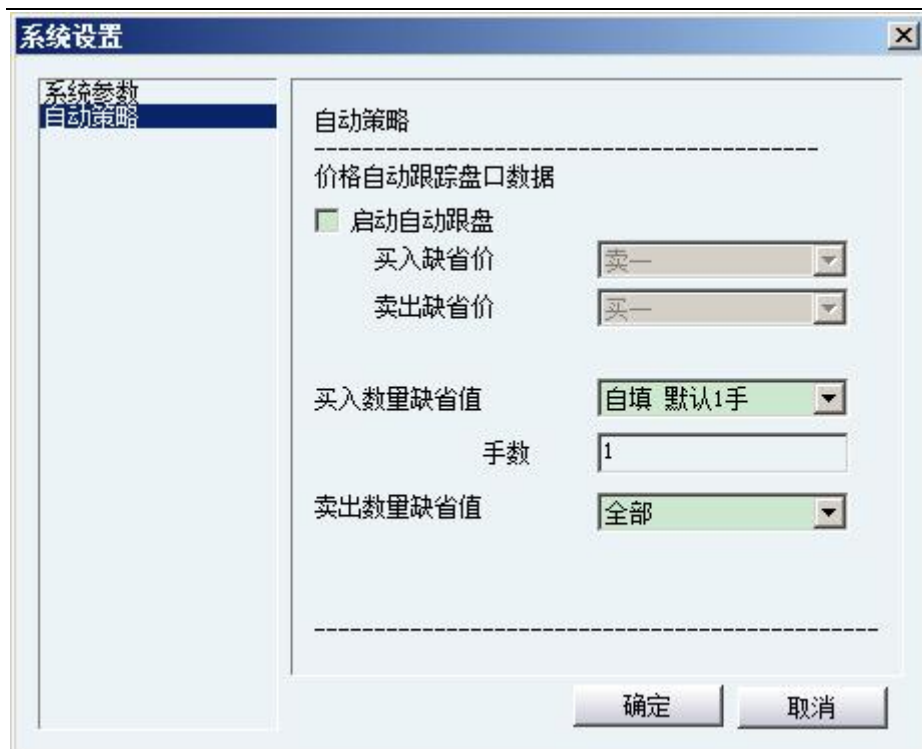 系统设置
系统参数
自动策略
自动策略
价格自动跟踪盘口数据
启动自动跟盘
买入缺省价 卖一
卖出缺省价 买一
买入数量缺省值 自填 默认1手
手数 1
卖出数量缺省值 全部
确定 取消